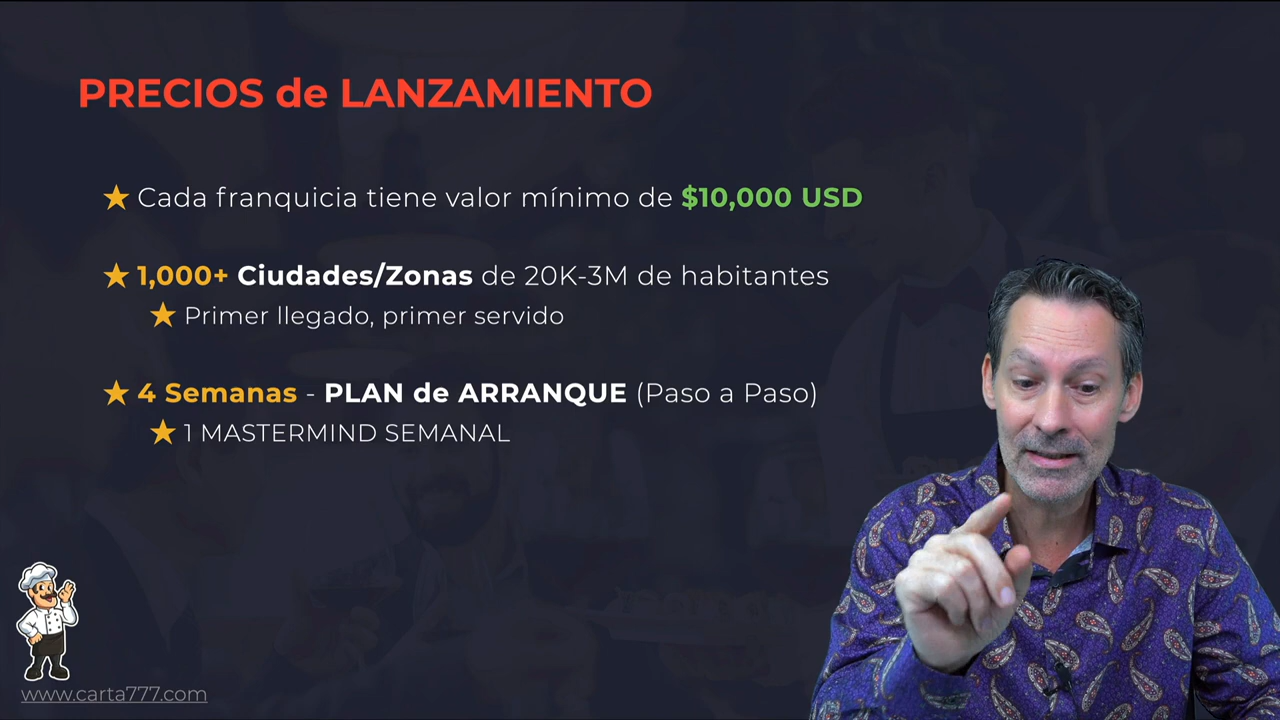 PRECIOS de LANZAMIENTO
Cada franquicia tiene valor mínimo de $10,000 USD
1,000+ Ciudades/Zonas de 20K-3M de habitantes
Primer llegado, primer servido
4 Semanas - PLAN de ARRANQUE (Paso a Paso)
1 MASTERMIND SEMANAL
www.carta777.com